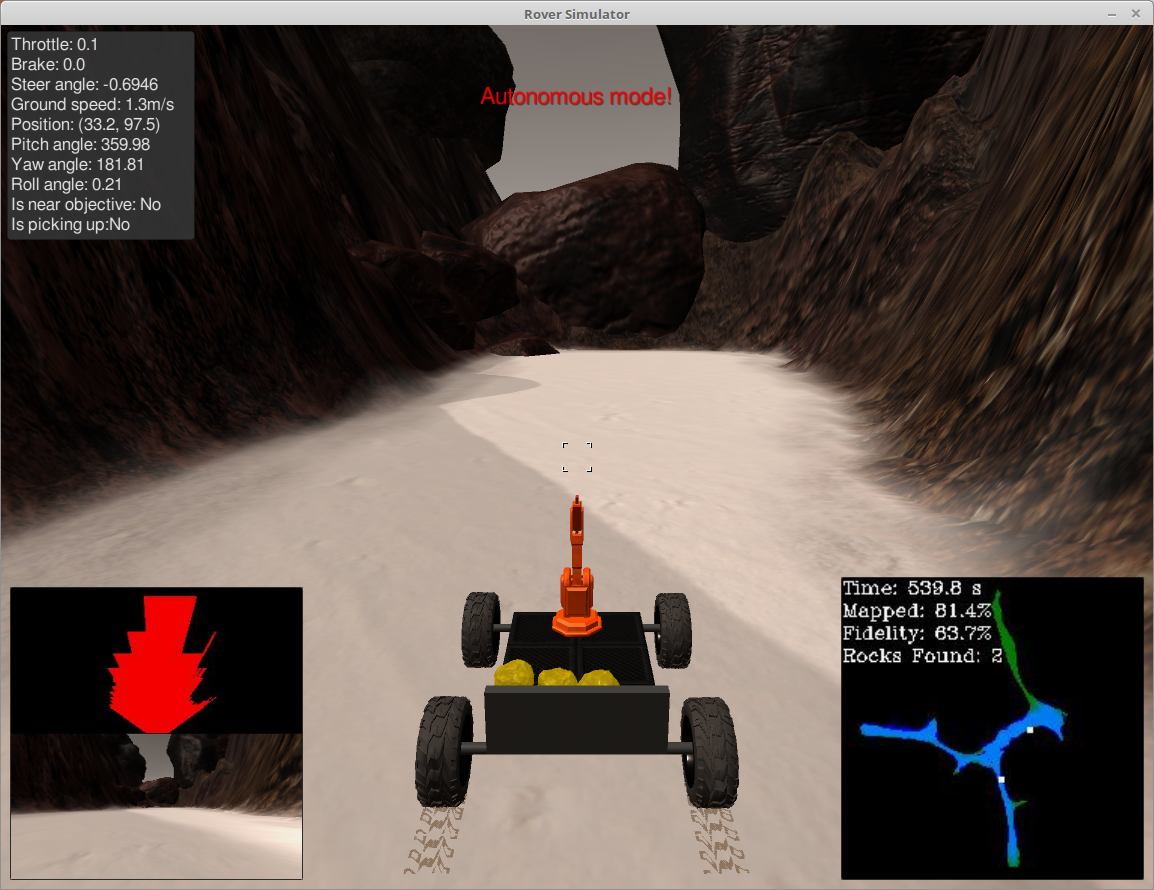 Rover Simulator
Throttle: 0.1
Brake: 0.0
Steer angle: -0.6946
Ground speed: 1.3m/s
Position: (33.2, 97.5)
Pitch angle: 359.98
Yaw angle: 181.81
Roll angle: 0.21
Is near objective: No
Is picking up:No
Autonomous mode!
Time: 539.8 s
Mapped: 81.4%
Fidelity: 63.7%
Rocks Found: 2